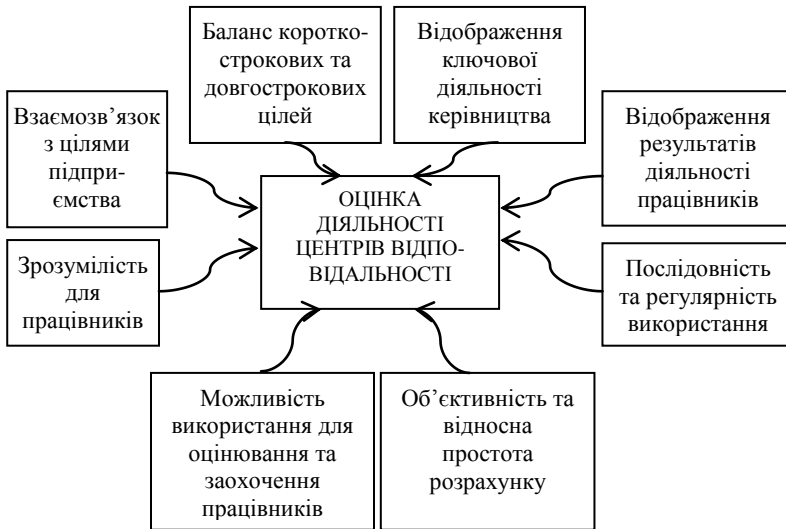 Баланс коротко-
строкових та
довгострокових
цілей
Відображення
ключової
діяльності
керівництва
Взаємозв’язок
з цілями
підпри-
ємства
Відображення
результатів
діяльності
працівників
ОЦІНКА
ДІЯЛЬНОСТІ
ЦЕНТРІВ ВІДПО-
ВІДАЛЬНОСТІ
Зрозумілість
для
працівників
Послідовність
та регулярність
використання
Можливість
використання для
оцінювання та
заохочення
працівників
Об’єктивність та
відносна
простота
розрахунку